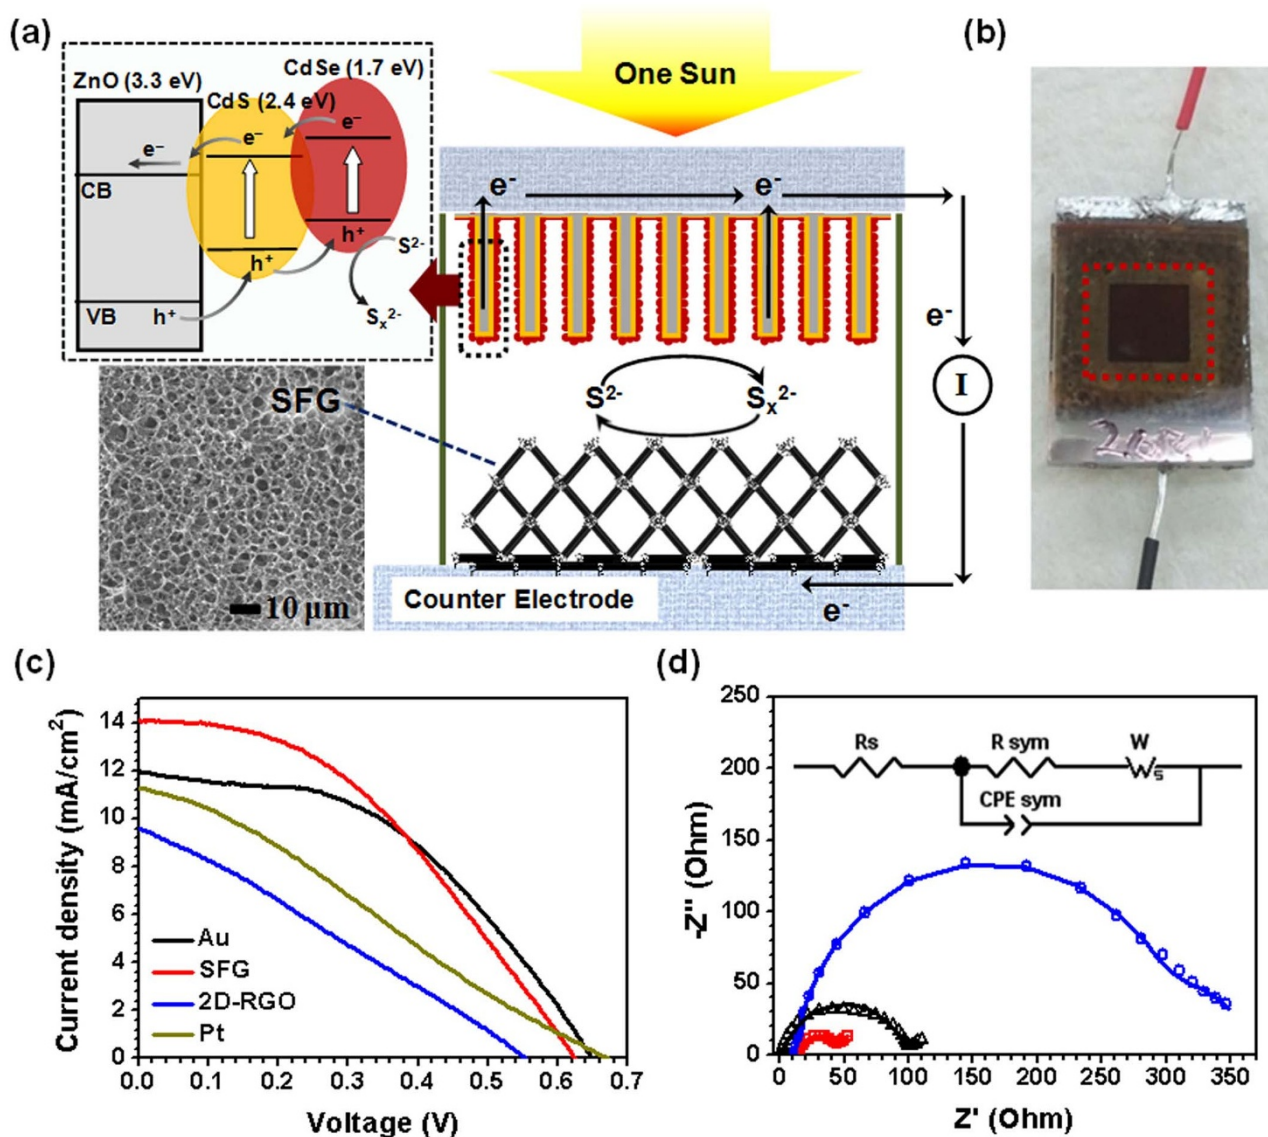 (a)
ZnO (3.3 eV)
CdS (2.4 eV)
CdSe (1.7 eV)
e⁻
e⁻
e⁻
CB
VB
h⁺
h⁺
h⁺
S²⁻
Sₓ²⁻
One Sun
e⁻
e⁻
e⁻
I
S²⁻
Sₓ²⁻
SFG
10 µm
Counter Electrode
e⁻
(b)
(c)
Current density (mA/cm²)
14
12
10
8
6
4
2
0
Au
SFG
2D-RGO
Pt
0.0 0.1 0.2 0.3 0.4 0.5 0.6 0.7
Voltage (V)
(d)
-Z'' (Ohm)
250
200
150
100
50
0
Rs
R sym
W
s
CPE sym
0 50 100 150 200 250 300 350
Z' (Ohm)